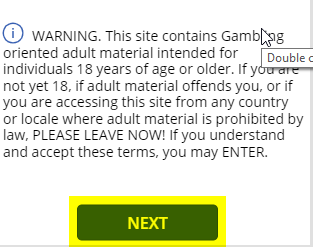 WARNING. This site contains Gambling
oriented adult material intended for
Double c
individuals 18 years of age or older. If you are
not yet 18, if adult material offends you, or if
you are accessing this site from any country
or locale where adult material is prohibited by
law, PLEASE LEAVE NOW! If you understand
and accept these terms, you may ENTER.
NEXT